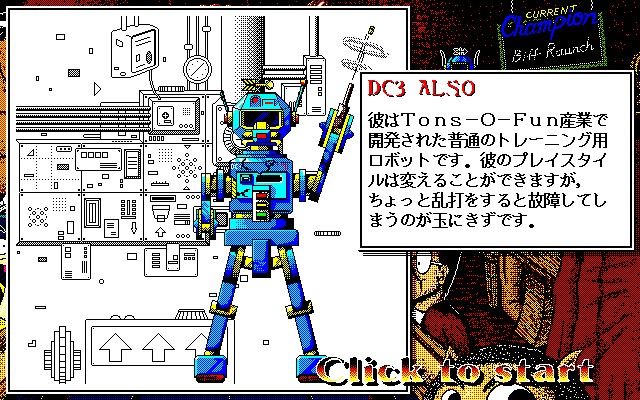 CURRENT
Champion
Biff Raunch
DC3 ALSO
彼はTons-O-Fun産業で
開発された普通のトレーニング用
ロボットです。彼のプレイスタイ
ルは変えることができますが,
ちょっと乱打をすると故障してし
まうのが玉にきずです。
Click to start